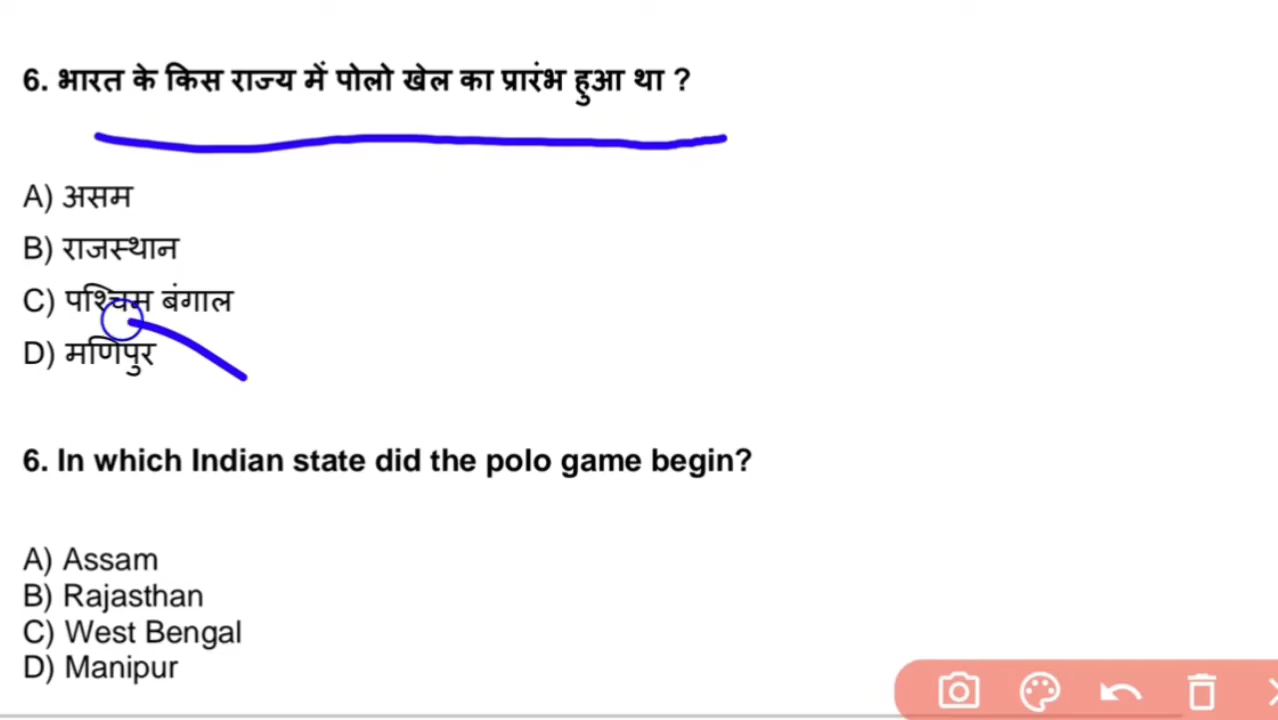 6. भारत के किस राज्य में पोलो खेल का प्रारंभ हुआ था ?
A) असम
B) राजस्थान
C) पश्चिम बंगाल
D) मणिपुर
6. In which Indian state did the polo game begin?
A) Assam
B) Rajasthan
C) West Bengal
D) Manipur